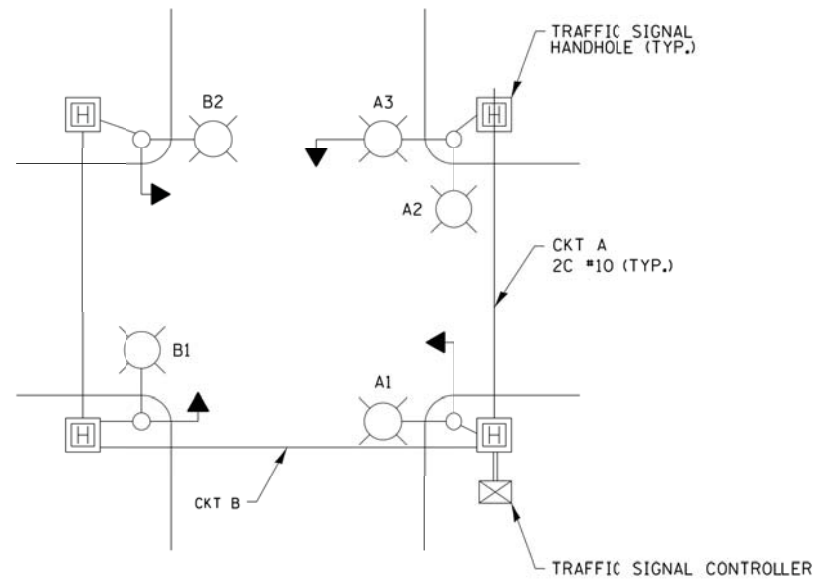 TRAFFIC SIGNAL
HANDHOLE (TYP.)
H
B2
A3
H
A2
CKT A
2C #10 (TYP.)
B1
A1
H
H
CKT B
TRAFFIC SIGNAL CONTROLLER